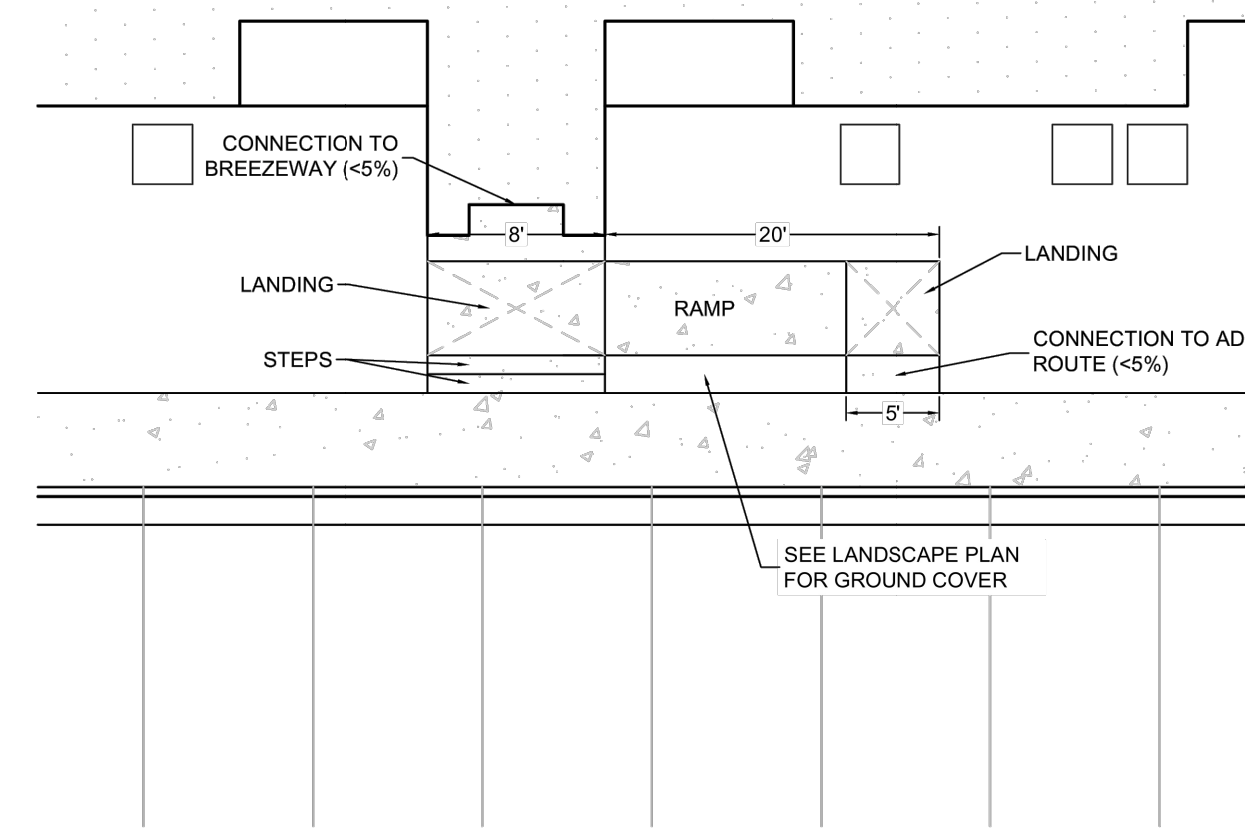 CONNECTION TO
BREEZEWAY (<5%)
8'
20'
LANDING
LANDING
RAMP
STEPS
CONNECTION TO AD
ROUTE (<5%)
5'
SEE LANDSCAPE PLAN
FOR GROUND COVER